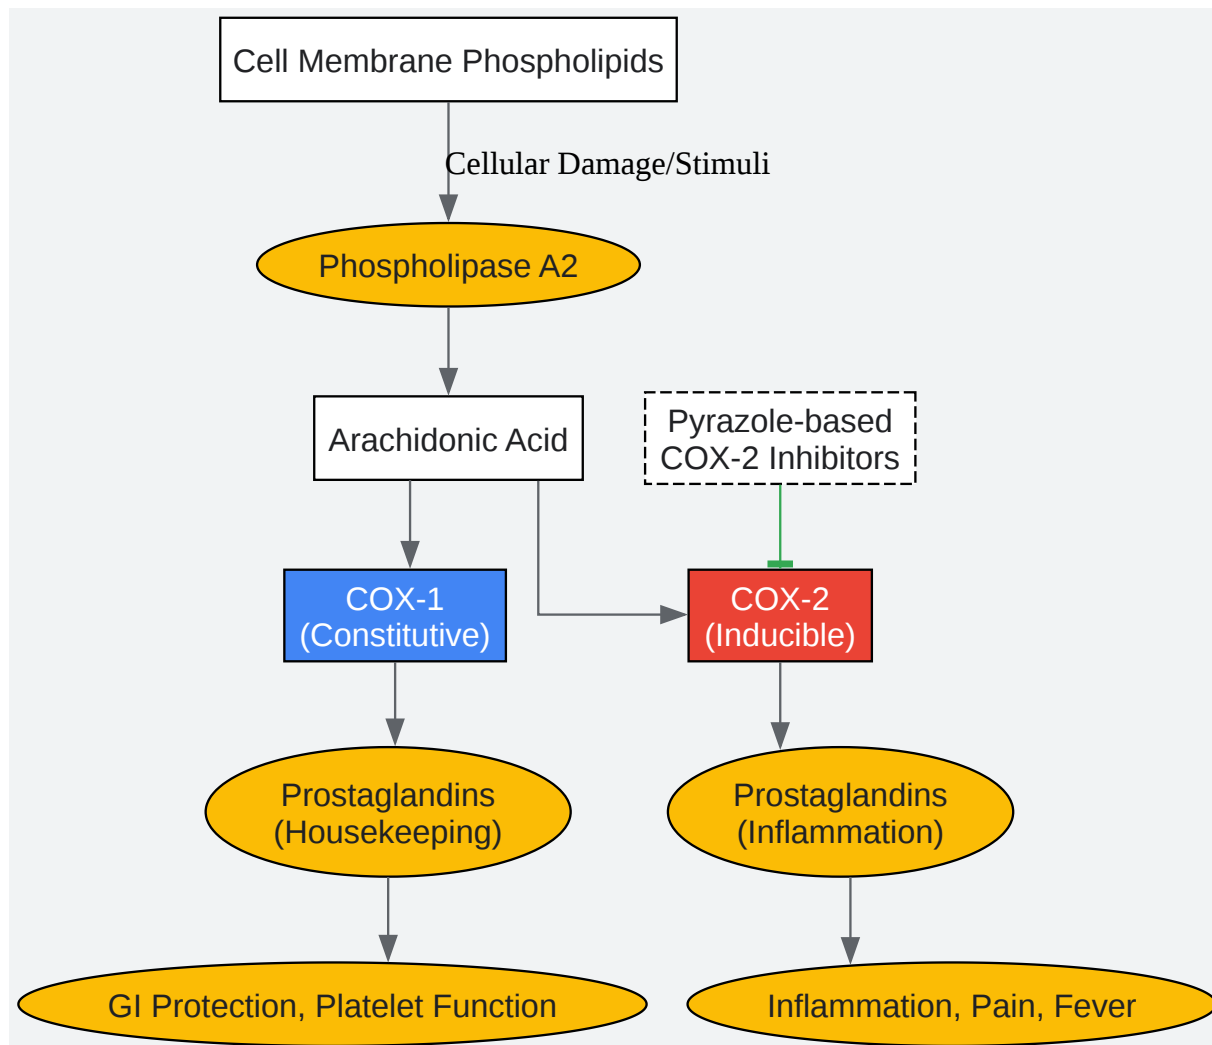 Cell Membrane Phospholipids
Cellular Damage/Stimuli
Phospholipase A2
Arachidonic Acid
Pyrazole-based
COX-2 Inhibitors
COX-1
(Constitutive)
COX-2
(Inducible)
Prostaglandins
(Housekeeping)
Prostaglandins
(Inflammation)
GI Protection, Platelet Function
Inflammation, Pain, Fever